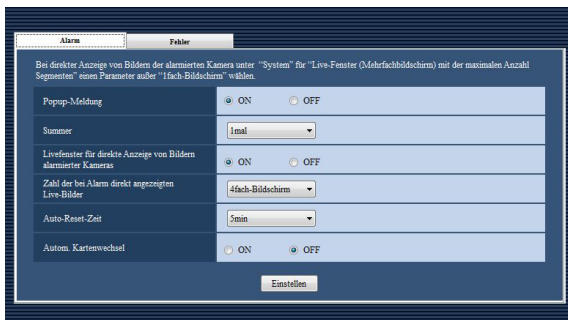 Alarm
Fehler
Bei direkter Anzeige von Bildern der alarmierten Kamera unter "System" für "Live-Fenster (Mehrfachbildschirm) mit der maximalen Anzahl
Segmenten" einen Parameter außer "1fach-Bildschirm" wählen.
Popup-Meldung
ON OFF
Summer
1mal
Livefenster für direkte Anzeige von Bildern
alarmierter Kameras
ON OFF
Zahl der bei Alarm direkt angezeigten
Live-Bilder
4fach-Bildschirm
Auto-Reset-Zeit
5min
Autom. Kartenwechsel
ON OFF
Einstellen